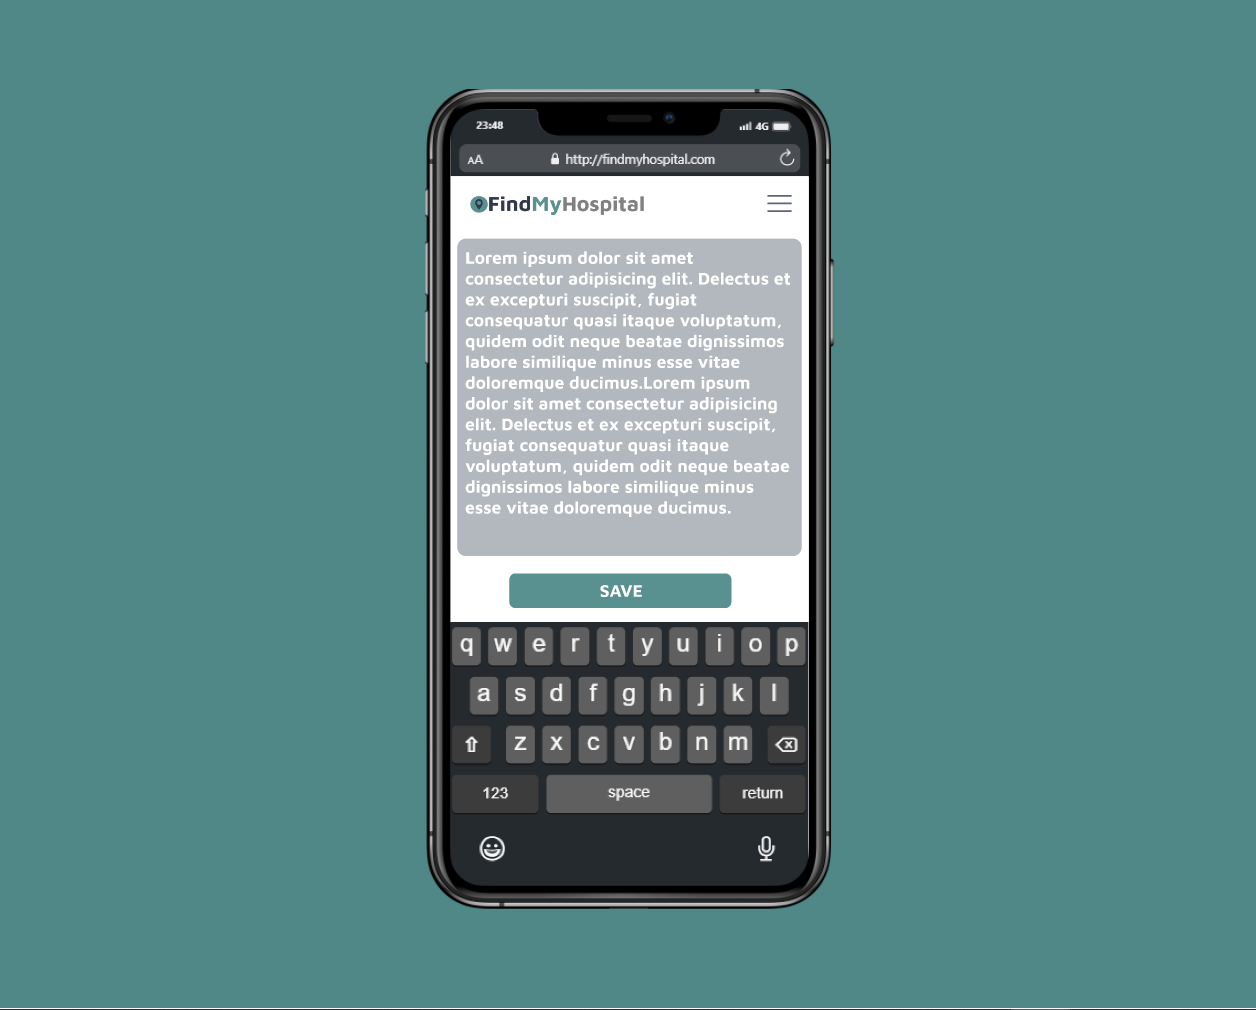 23:48
4G
AA http://findmyhospital.com
FindMyHospital
Lorem ipsum dolor sit amet
consectetur adipisicing elit. Delectus et
ex excepturi suscipit, fugiat
consequatur quasi itaque voluptatum,
quidem odit neque beatae dignissimos
labore similique minus esse vitae
doloremque ducimus.Lorem ipsum
dolor sit amet consectetur adipisicing
elit. Delectus et ex excepturi suscipit,
fugiat consequatur quasi itaque
voluptatum, quidem odit neque beatae
dignissimos labore similique minus
esse vitae doloremque ducimus.
SAVE
q w e r t y u i o p
a s d f g h j k l
z x c v b n m
123 space return